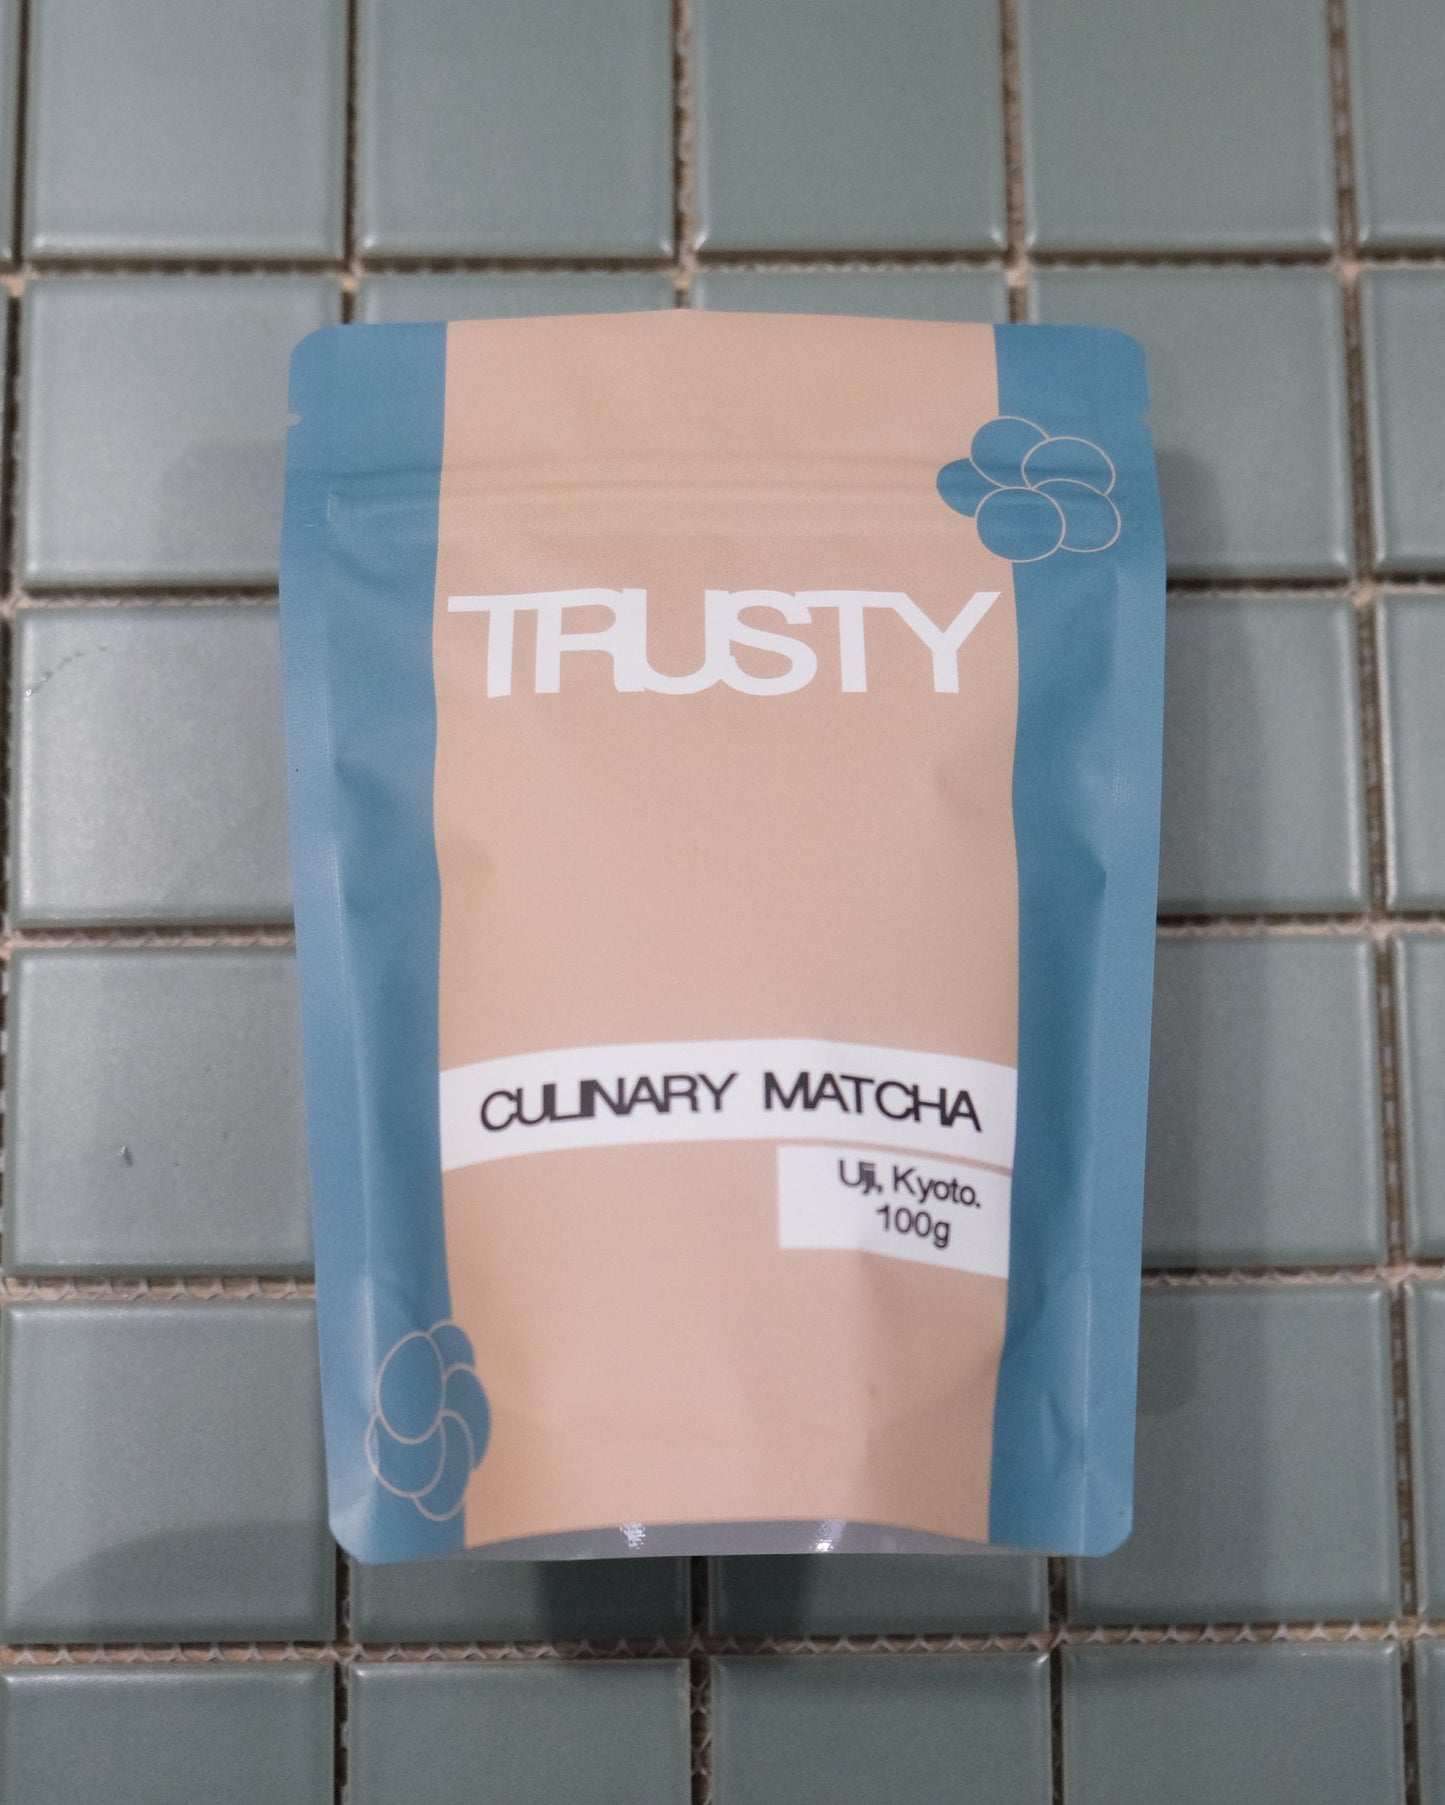 TRUSTY
CULINARY MATCHA
Uji, Kyoto.
100g